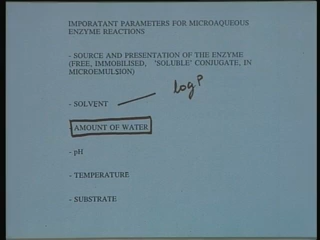 IMPORATANT PARAMETERS FOR MICROAQUEOUS
ENZYME REACTIONS
- SOURCE AND PRESENTATION OF THE ENZYME
(FREE, IMMOBILISED, 'SOLUBLE' CONJUGATE, IN
MICROEMULSION)
- SOLVENT log P
- AMOUNT OF WATER
- pH
- TEMPERATURE
- SUBSTRATE